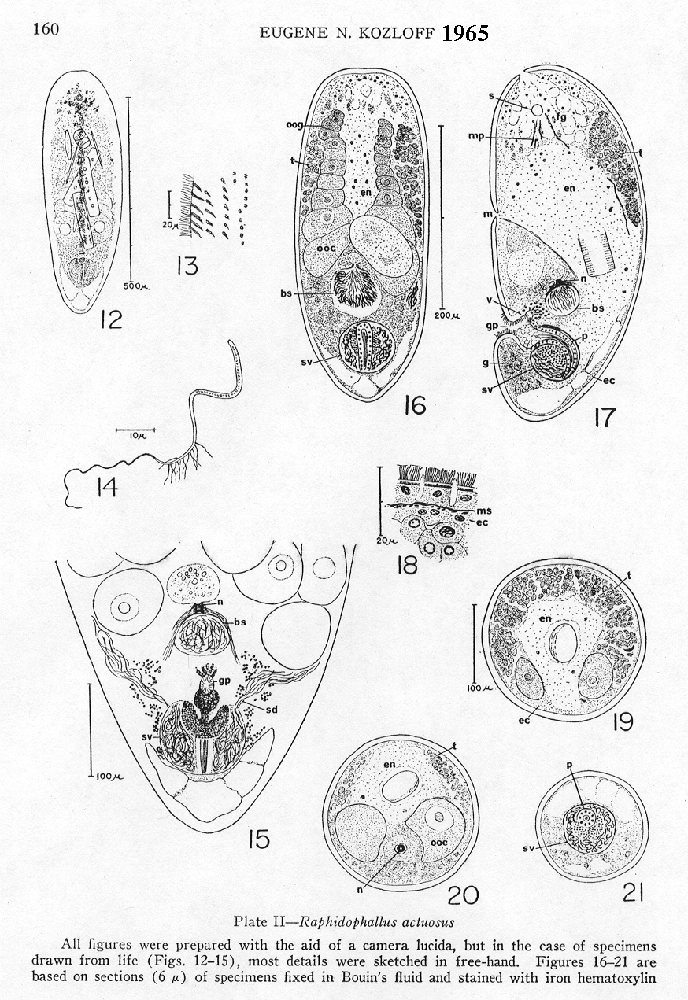 160
EUGENE N. KOZLOFF 1965
500μ
12
20μ
13
oog
t
en
ooc
bs
sv
200μ
16
s
fg
mp
t
en
m
n
bs
v
gp
p
g
sv
ec
17
10μ
14
20μ
ms
ec
18
n
bs
gp
sd
sv
100μ
15
t
en
100μ
ec
19
t
en
ooc
n
20
p
sv
21
Plate II—Raphidophallus actuosus
All figures were prepared with the aid of a camera lucida, but in the case of specimens
drawn from life (Figs. 12–15), most details were sketched in free-hand. Figures 16–21 are
based on sections (6 μ) of specimens fixed in Bouin's fluid and stained with iron hematoxylin